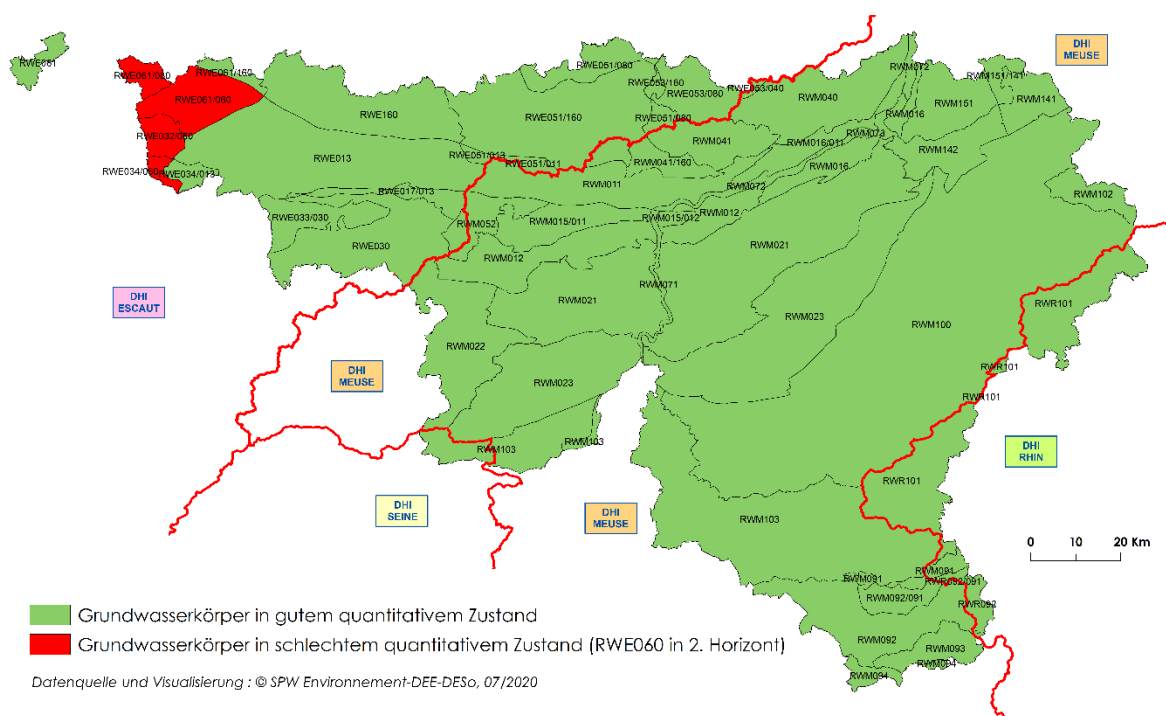 DHI
MEUSE
RWE061
RWE061/060
RWE061/160
RWE061/060
RWE032/060
RWE034/060
RWE034/013
RWE160
RWE013
RWE051/080
RWE053/160
RWE053/080
RWE053/040
RWE051/160
RWE051/080
RWM040
RWM072
RWM016
RWM151
RWM151/141
RWM141
RWM041
RWM073
RWM142
RWE051/013
RWE051/011
RWM041/160
RWM016/011
RWM016
RWM011
RWM072
RWM102
RWE017/013
RWE033/030
RWM052
RWM015/011
RWM015/012
RWM012
RWE030
RWM012
RWM021
RWM071
RWM021
RWR101
DHI
ESCAUT
RWM023
RWM100
RWM022
RWR101
DHI
MEUSE
RWM023
RWR101
RWM103
RWM103
DHI
RHIN
RWR101
DHI
SEINE
DHI
MEUSE
RWM103
0 10 20 Km
RWM091
RWM091
RWR092/091
RWM092/091
RWR092
RWM092
RWM093
RWM094
RWM094
Grundwasserkörper in gutem quantitativem Zustand
Grundwasserkörper in schlechtem quantitativem Zustand (RWE060 in 2. Horizont)
Datenquelle und Visualisierung : © SPW Environnement-DEE-DESo, 07/2020